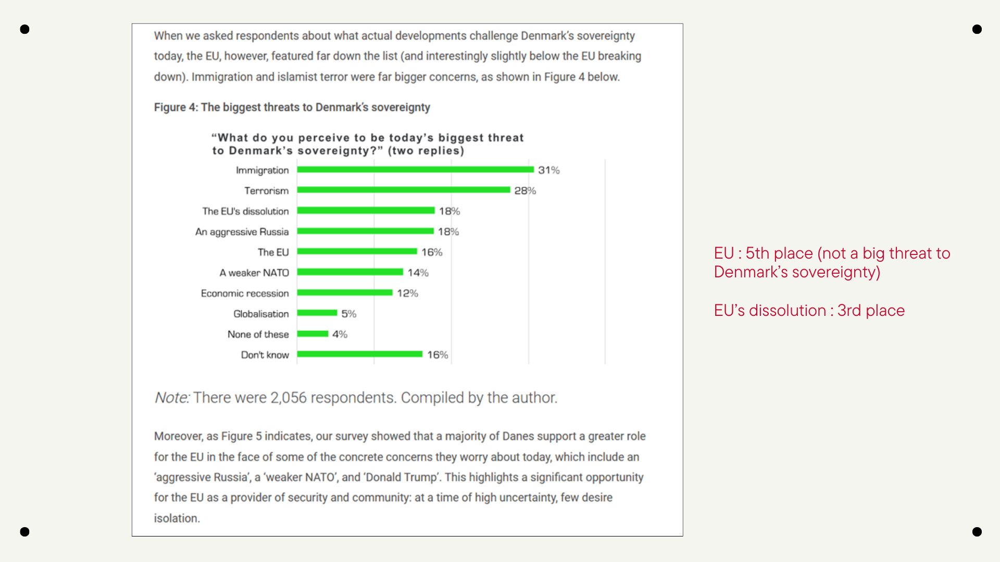 When we asked respondents about what actual developments challenge Denmark's sovereignty
today, the EU, however, featured far down the list (and interestingly slightly below the EU breaking
down). Immigration and islamist terror were far bigger concerns, as shown in Figure 4 below.
Figure 4: The biggest threats to Denmark's sovereignty
“What do you perceive to be today's biggest threat
to Denmark's sovereignty?” (two replies)
Immigration 31%
Terrorism 28%
The EU's dissolution 18%
An aggressive Russia 18%
The EU 16%
A weaker NATO 14%
Economic recession 12%
Globalisation 5%
None of these 4%
Don't know 16%
Note: There were 2,056 respondents. Compiled by the author.
Moreover, as Figure 5 indicates, our survey showed that a majority of Danes support a greater role
for the EU in the face of some of the concrete concerns they worry about today, which include an
‘aggressive Russia’, a ‘weaker NATO’, and ‘Donald Trump’. This highlights a significant opportunity
for the EU as a provider of security and community: at a time of high uncertainty, few desire
isolation.
EU : 5th place (not a big threat to
Denmark’s sovereignty)
EU’s dissolution : 3rd place